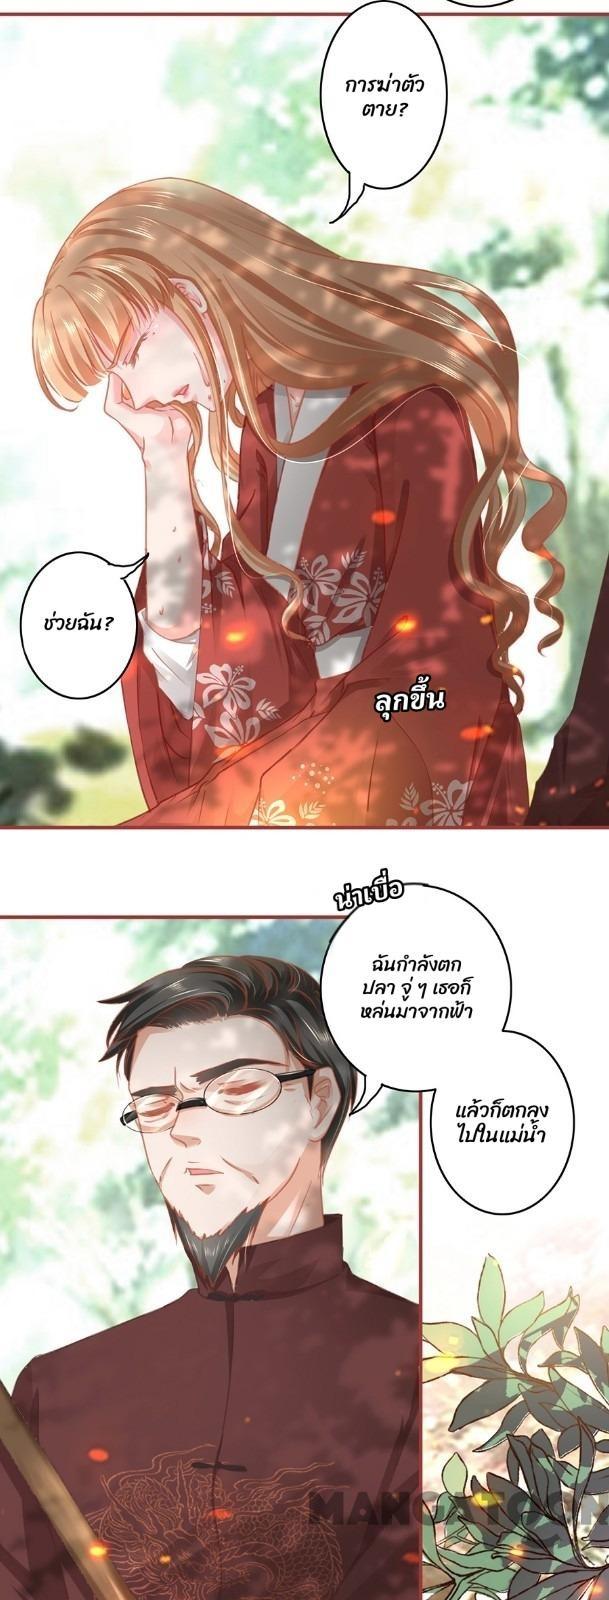 การฆ่าตัว
ตาย?
ช่วยฉัน?
ลุกขึ้น
น่าเบื่อ
ฉันกำลังตก
ปลา จู่ ๆ เธอก็
หล่นมาจากฟ้า
แล้วก็ตกลง
ไปในแม่น้ำ
MANGATOON